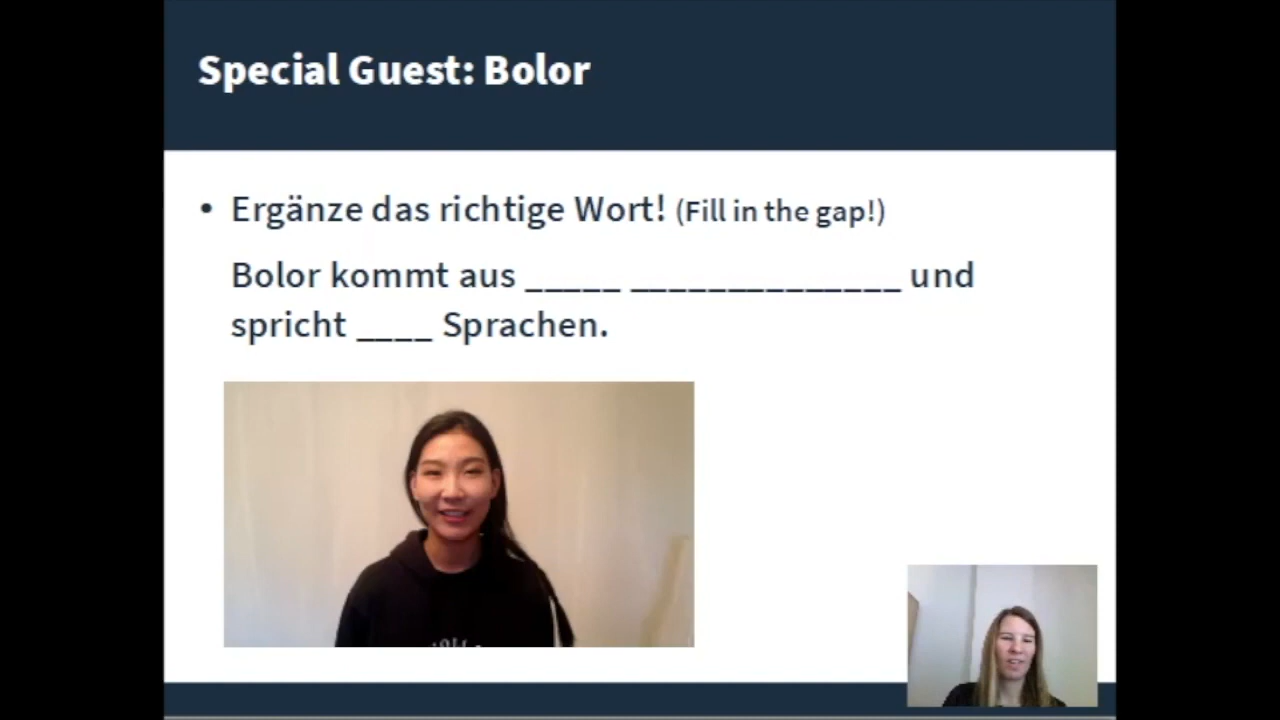 Special Guest: Bolor
• Ergänze das richtige Wort! (Fill in the gap!)
Bolor kommt aus _____ ______________ und
spricht ____ Sprachen.